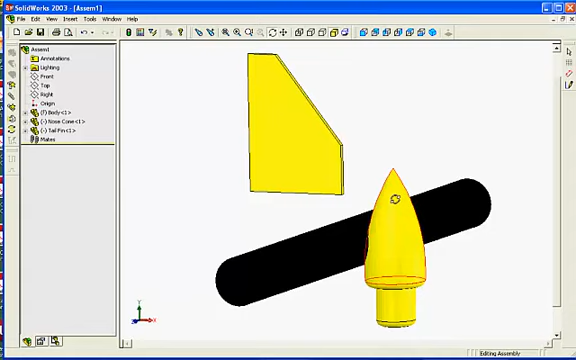 SolidWorks 2003 - [Assem1]
File Edit View Insert Tools Window Help
Assem1
Annotations
Lighting
Front
Top
Right
Origin
(f) Body<1>
(-) Nose Cone<1>
(-) Tail Fin<1>
Mates
Y
X
Z
Editing Assembly